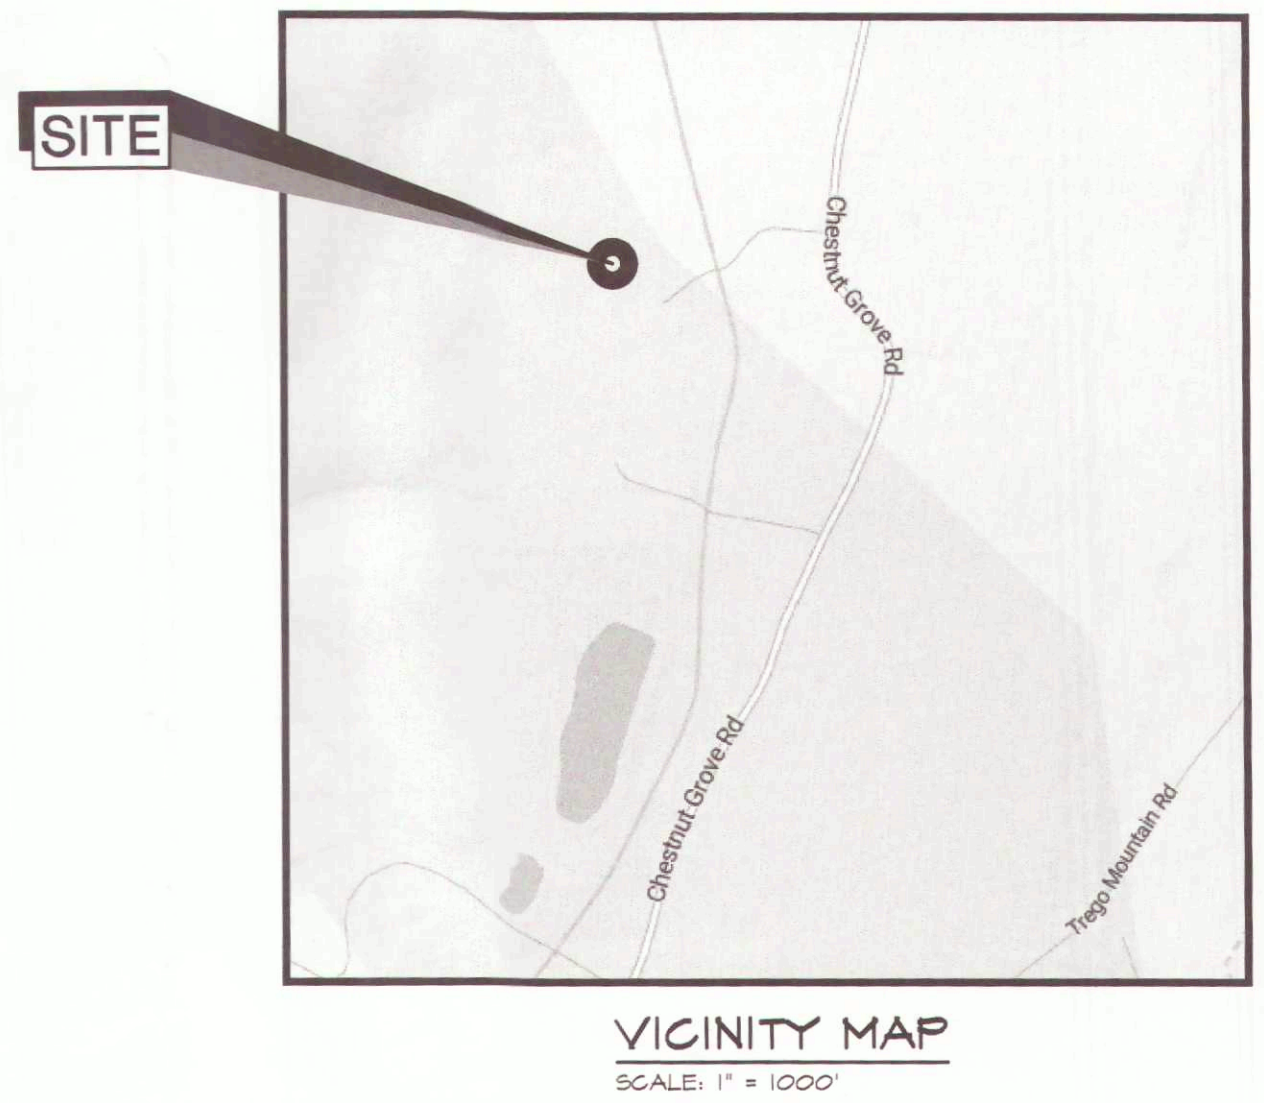 SITE
Chestnut Grove Rd
Chestnut Grove Rd
Trego Mountain Rd
VICINITY MAP
SCALE: 1" = 1000'